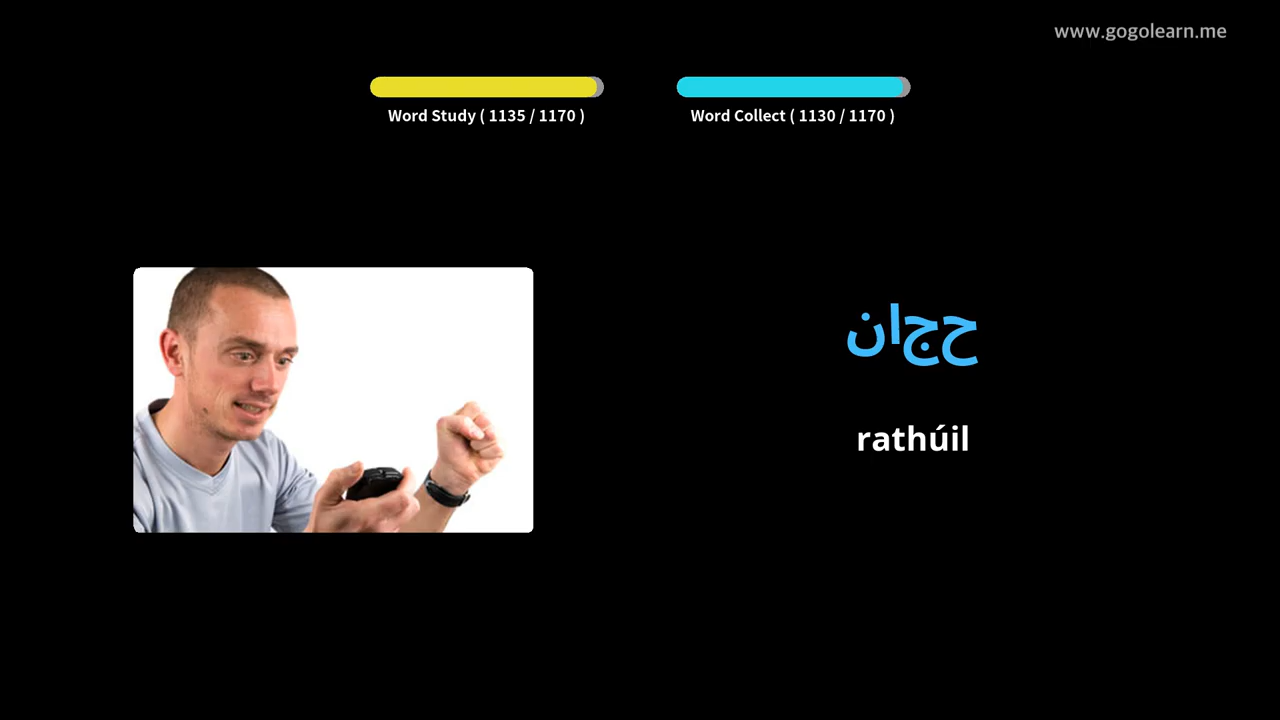 www.gogolearn.me
Word Study ( 1135 / 1170 )
Word Collect ( 1130 / 1170 )
حجان
rathúil